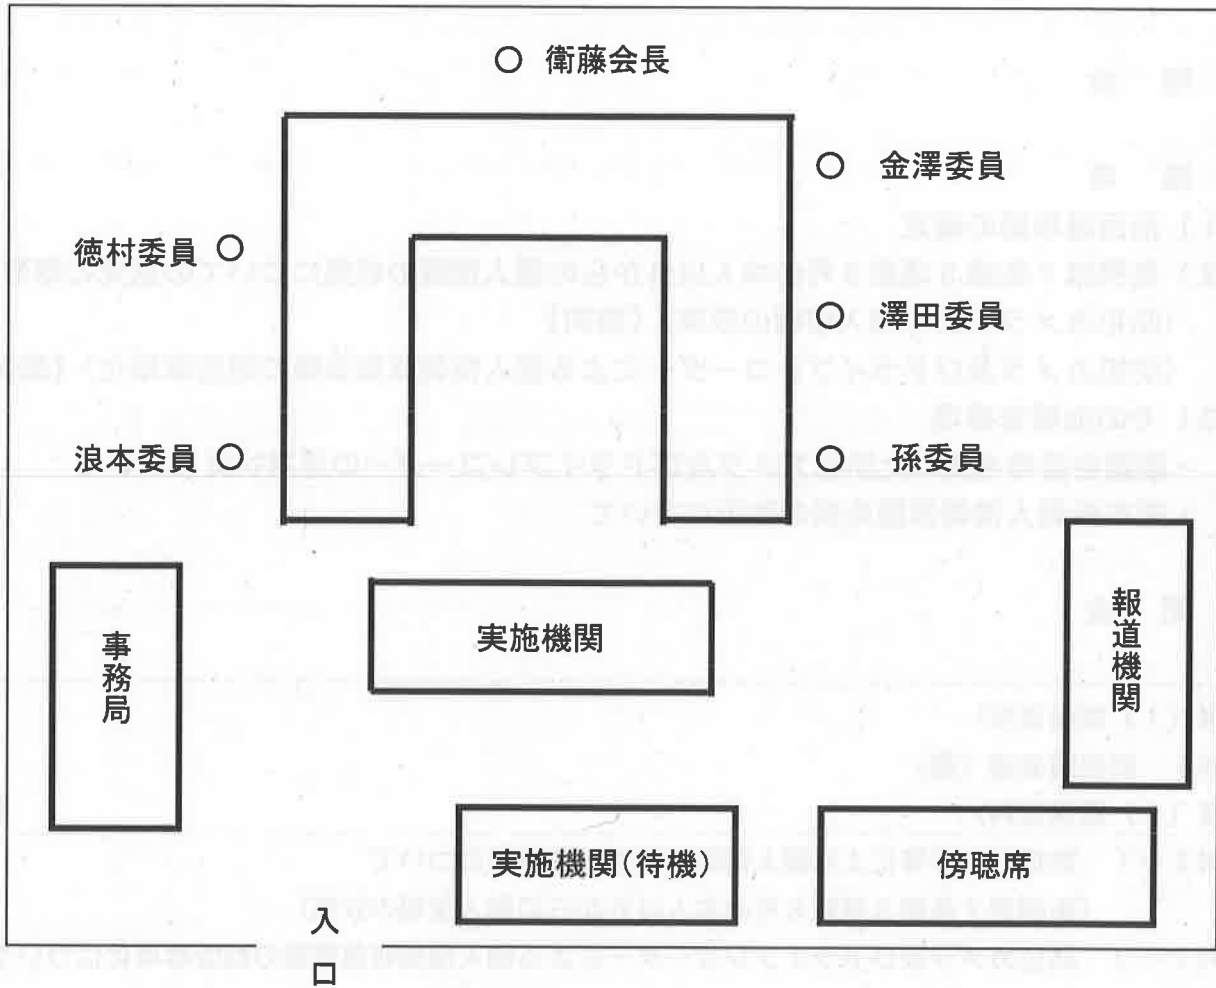 衛藤会長
金澤委員
徳村委員
澤田委員
浪本委員
孫委員
実施機関
事務局
報道機関
実施機関(待機)
傍聴席
入口